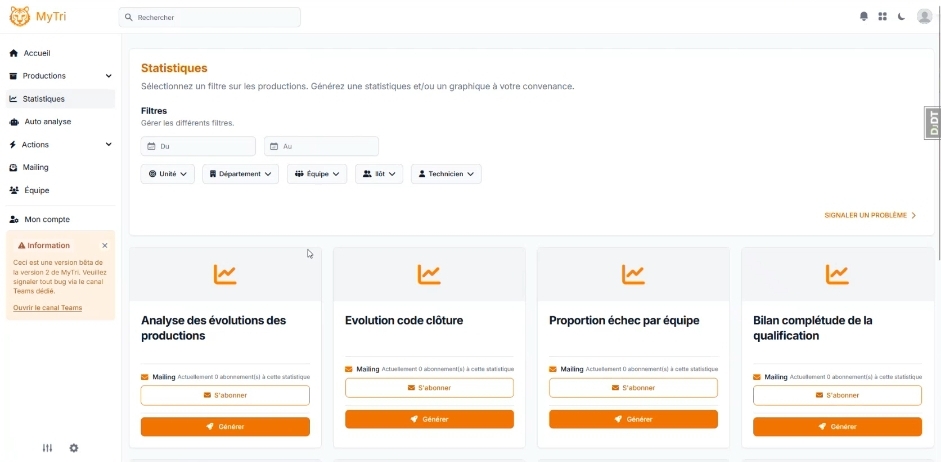 MyTri
Rechercher
Accueil
Productions
Statistiques
Auto analyse
Actions
Mailing
Équipe
Mon compte
Information
Ceci est une version bêta de
la version 2 de MyTri. Veuillez
signaler tout bug via le canal
Teams dédié.
Ouvrir le canal Teams
Statistiques
Sélectionnez un filtre sur les productions. Générez une statistiques et/ou un graphique à votre convenance.
Filtres
Gérer les différents filtres.
Du
Au
Unité
Département
Équipe
Ilôt
Technicien
SIGNALER UN PROBLÈME
DJDT
Analyse des évolutions des
productions
Mailing Actuellement 0 abonnement(s) à cette statistique
S'abonner
Générer
Evolution code clôture
Mailing Actuellement 0 abonnement(s) à cette statistique
S'abonner
Générer
Proportion échec par équipe
Mailing Actuellement 0 abonnement(s) à cette statistique
S'abonner
Générer
Bilan complétude de la
qualification
Mailing Actuellement 0 abonnement(s) à cette statistique
S'abonner
Générer